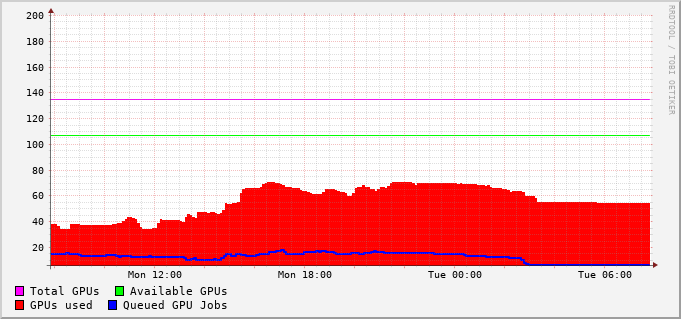 RRDTOOL / TOBI OETIKER
200
180
160
140
120
100
80
60
40
20
Mon 12:00 Mon 18:00 Tue 00:00 Tue 06:00
Total GPUs Available GPUs
GPUs used Queued GPU Jobs